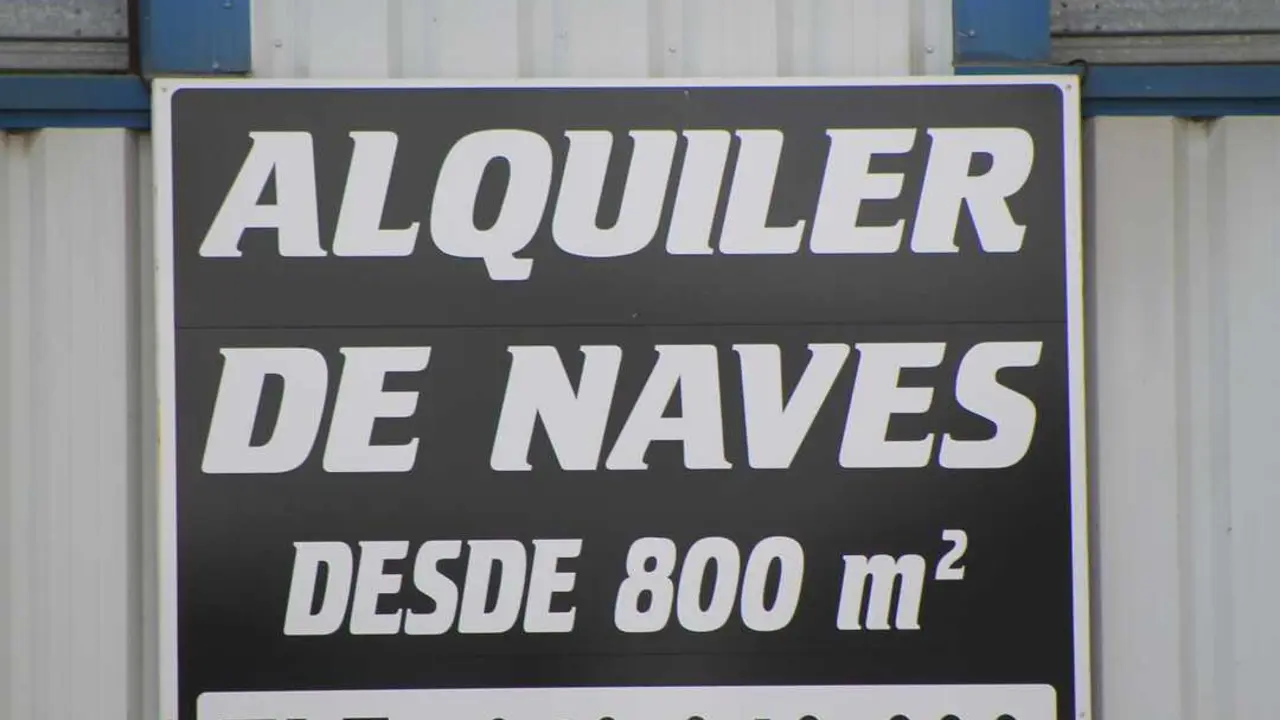 ALQUILER
DE NAVES
DESDE 800 m²